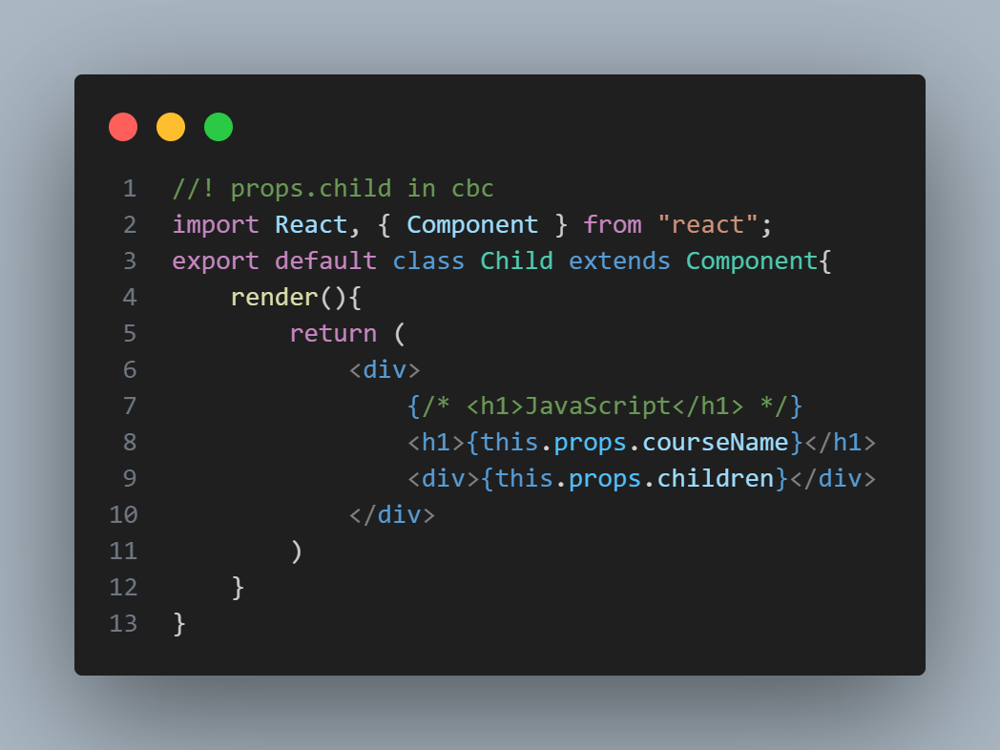 1 //! props.child in cbc
2 import React, { Component } from "react";
3 export default class Child extends Component{
4     render(){
5         return (
6             <div>
7                 {/* <h1>JavaScript</h1> */}
8                 <h1>{this.props.courseName}</h1>
9                 <div>{this.props.children}</div>
10             </div>
11         )
12     }
13 }